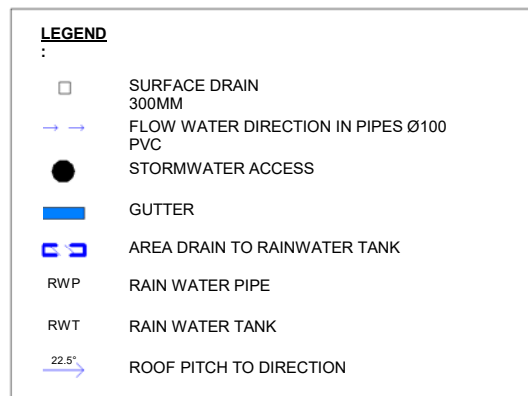 LEGEND
:
SURFACE DRAIN
300MM
FLOW WATER DIRECTION IN PIPES Ø100
PVC
STORMWATER ACCESS
GUTTER
AREA DRAIN TO RAINWATER TANK
RWP RAIN WATER PIPE
RWT RAIN WATER TANK
22.5° ROOF PITCH TO DIRECTION